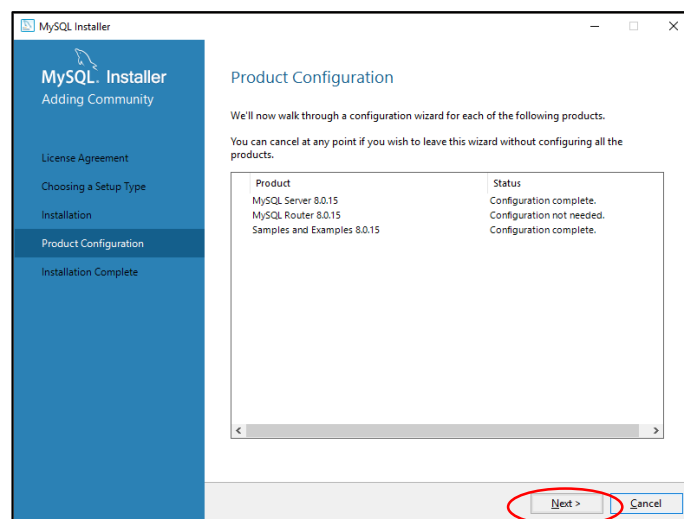 MySQL Installer
MySQL. Installer
Adding Community
License Agreement
Choosing a Setup Type
Installation
Product Configuration
Installation Complete
Product Configuration
We'll now walk through a configuration wizard for each of the following products.
You can cancel at any point if you wish to leave this wizard without configuring all the
products.
Product Status
MySQL Server 8.0.15 Configuration complete.
MySQL Router 8.0.15 Configuration not needed.
Samples and Examples 8.0.15 Configuration complete.
Next > Cancel